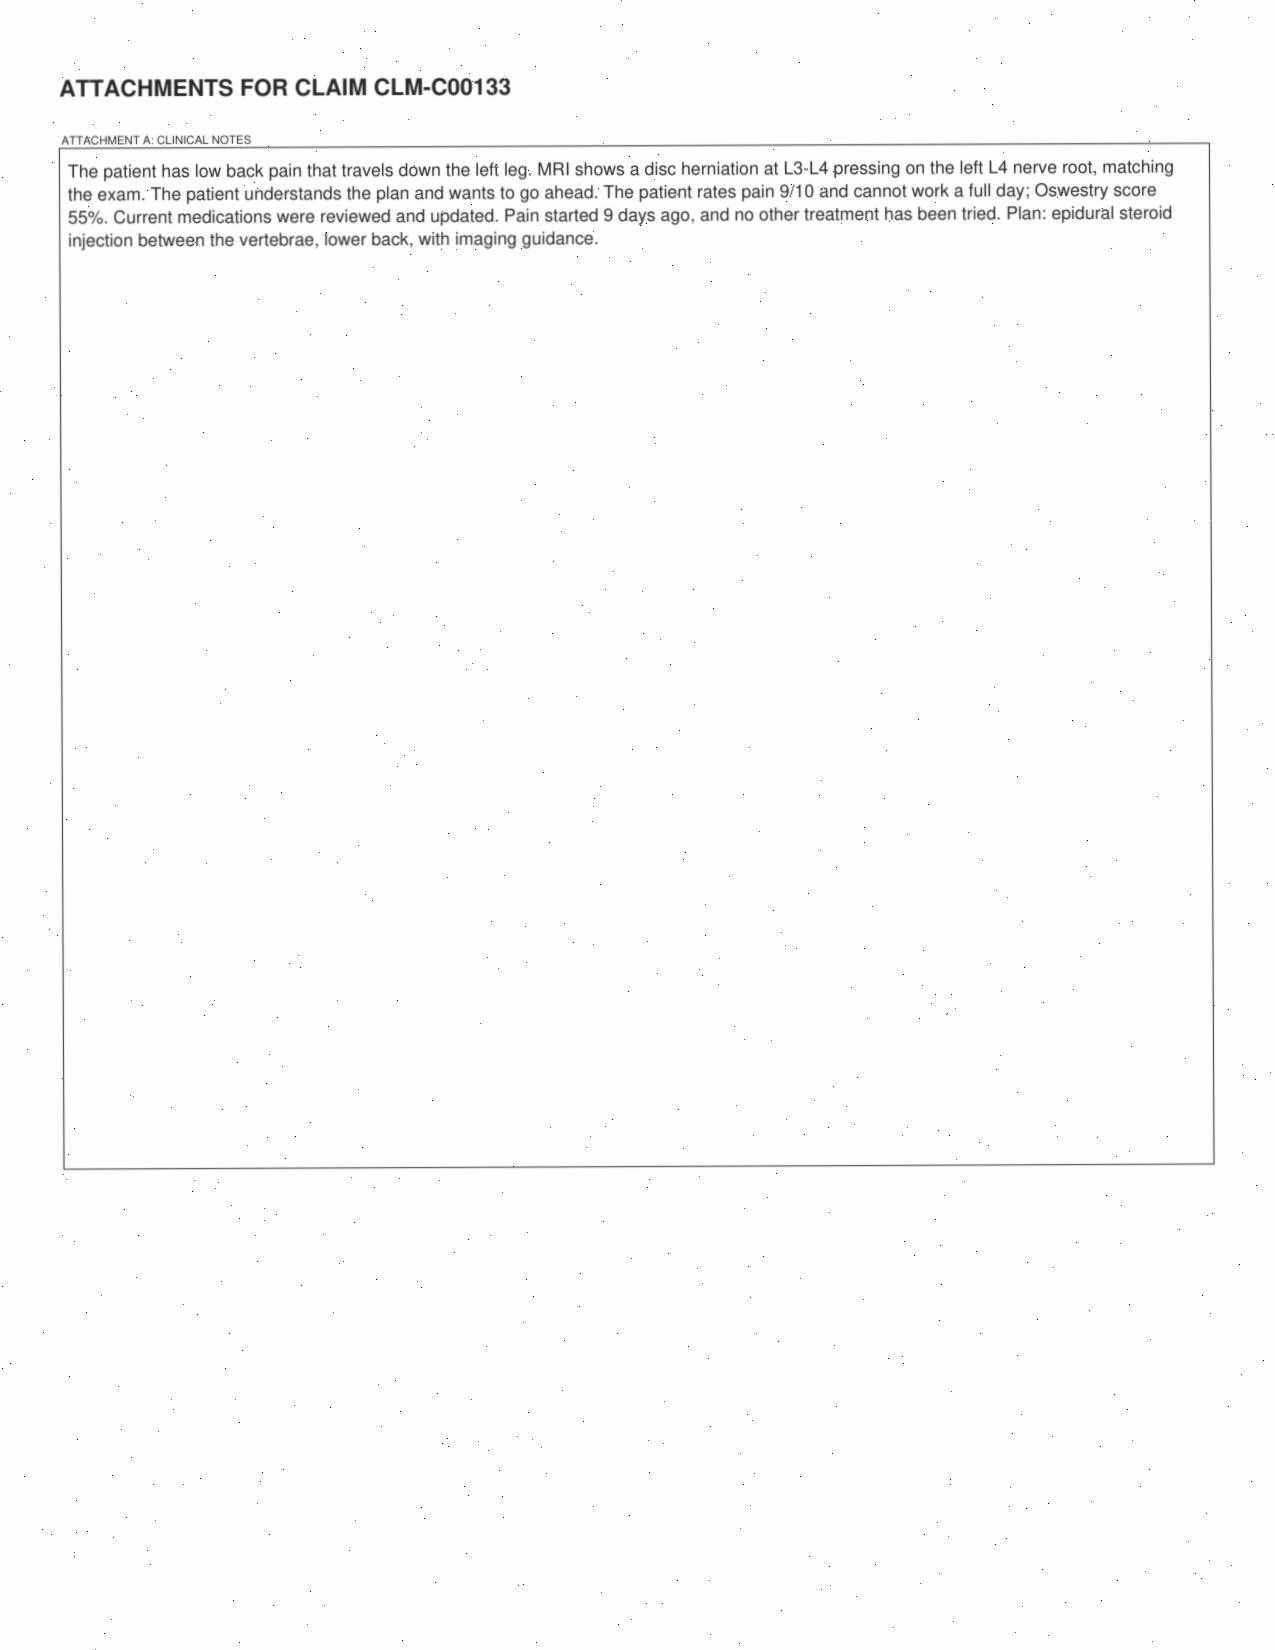 ATTACHMENTS FOR CLAIM CLM-C00133
ATTACHMENT A: CLINICAL NOTES
The patient has low back pain that travels down the left leg. MRI shows a disc herniation at L3-L4 pressing on the left L4 nerve root, matching
the exam. The patient understands the plan and wants to go ahead. The patient rates pain 9/10 and cannot work a full day; Oswestry score
55%. Current medications were reviewed and updated. Pain started 9 days ago, and no other treatment has been tried. Plan: epidural steroid
injection between the vertebrae, lower back, with imaging guidance.